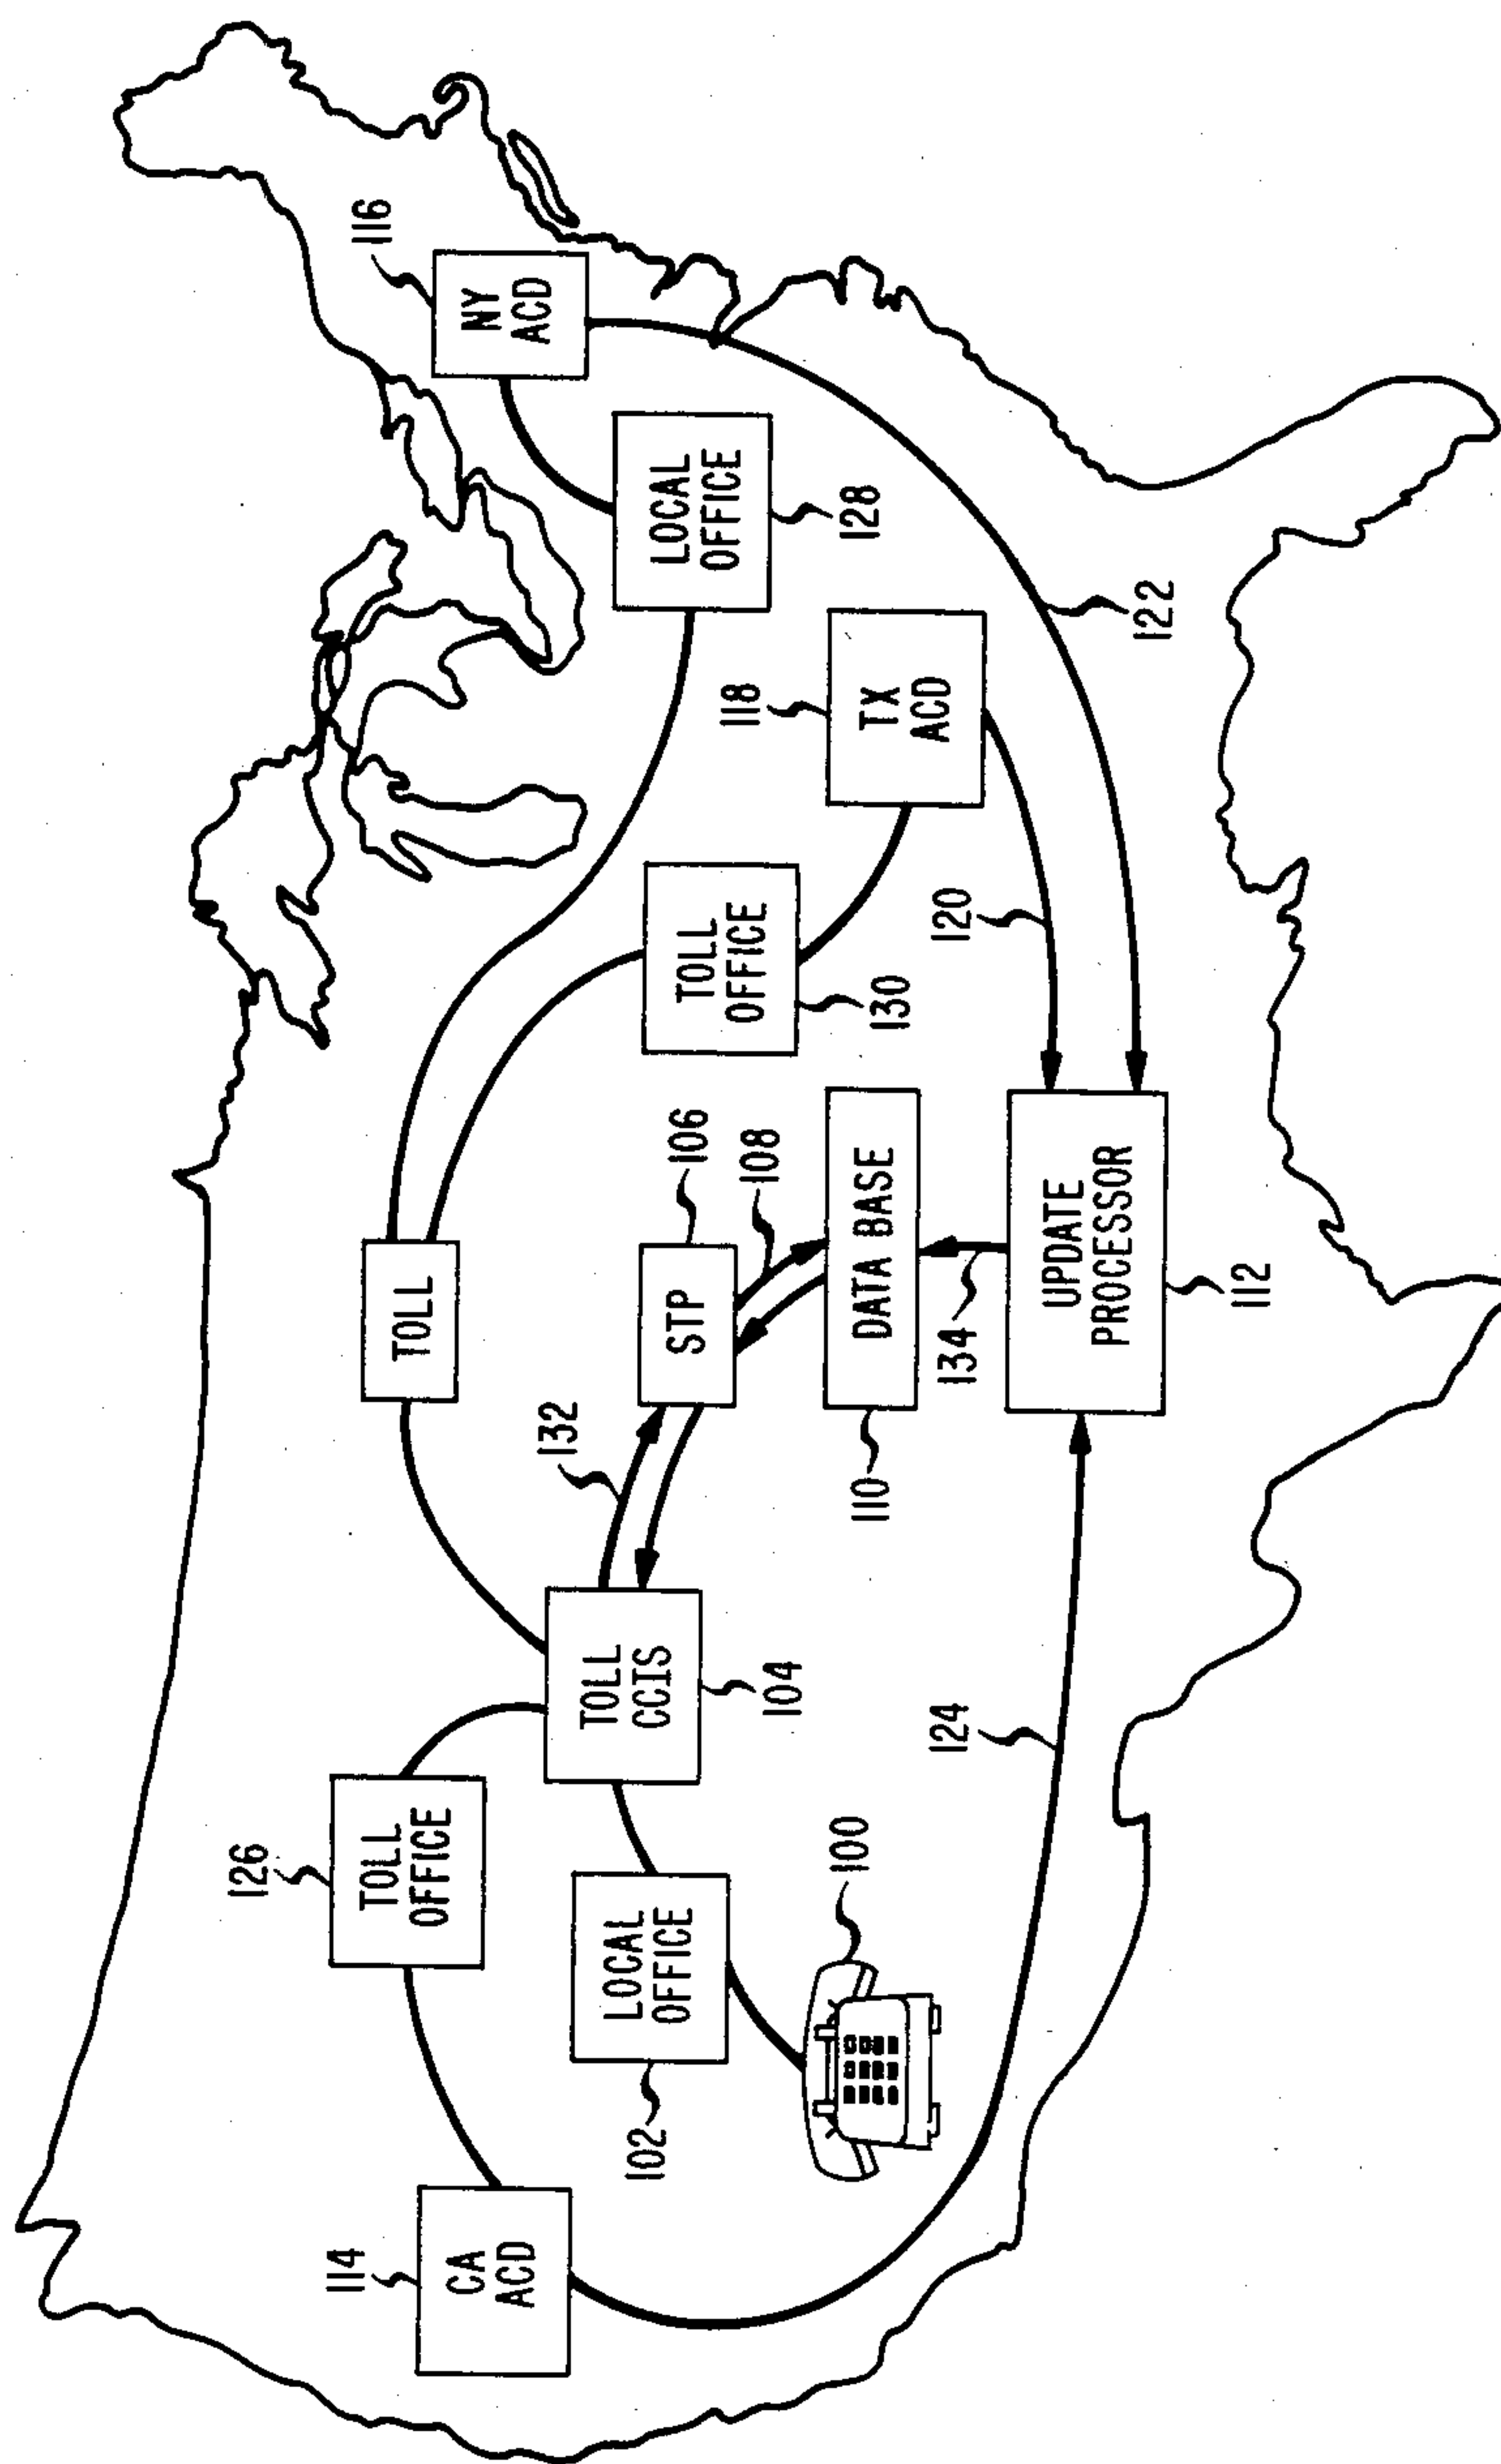 116
NY
ACD
LOCAL
OFFICE
128
118
TX
ACD
122
TOLL
OFFICE
130
120
TOLL
106
108
STP
DATA BASE
110
134
UPDATE
PROCESSOR
112
132
TOLL
CCIS
104
126
TOLL
OFFICE
LOCAL
OFFICE
102
100
124
114
CA
ACD